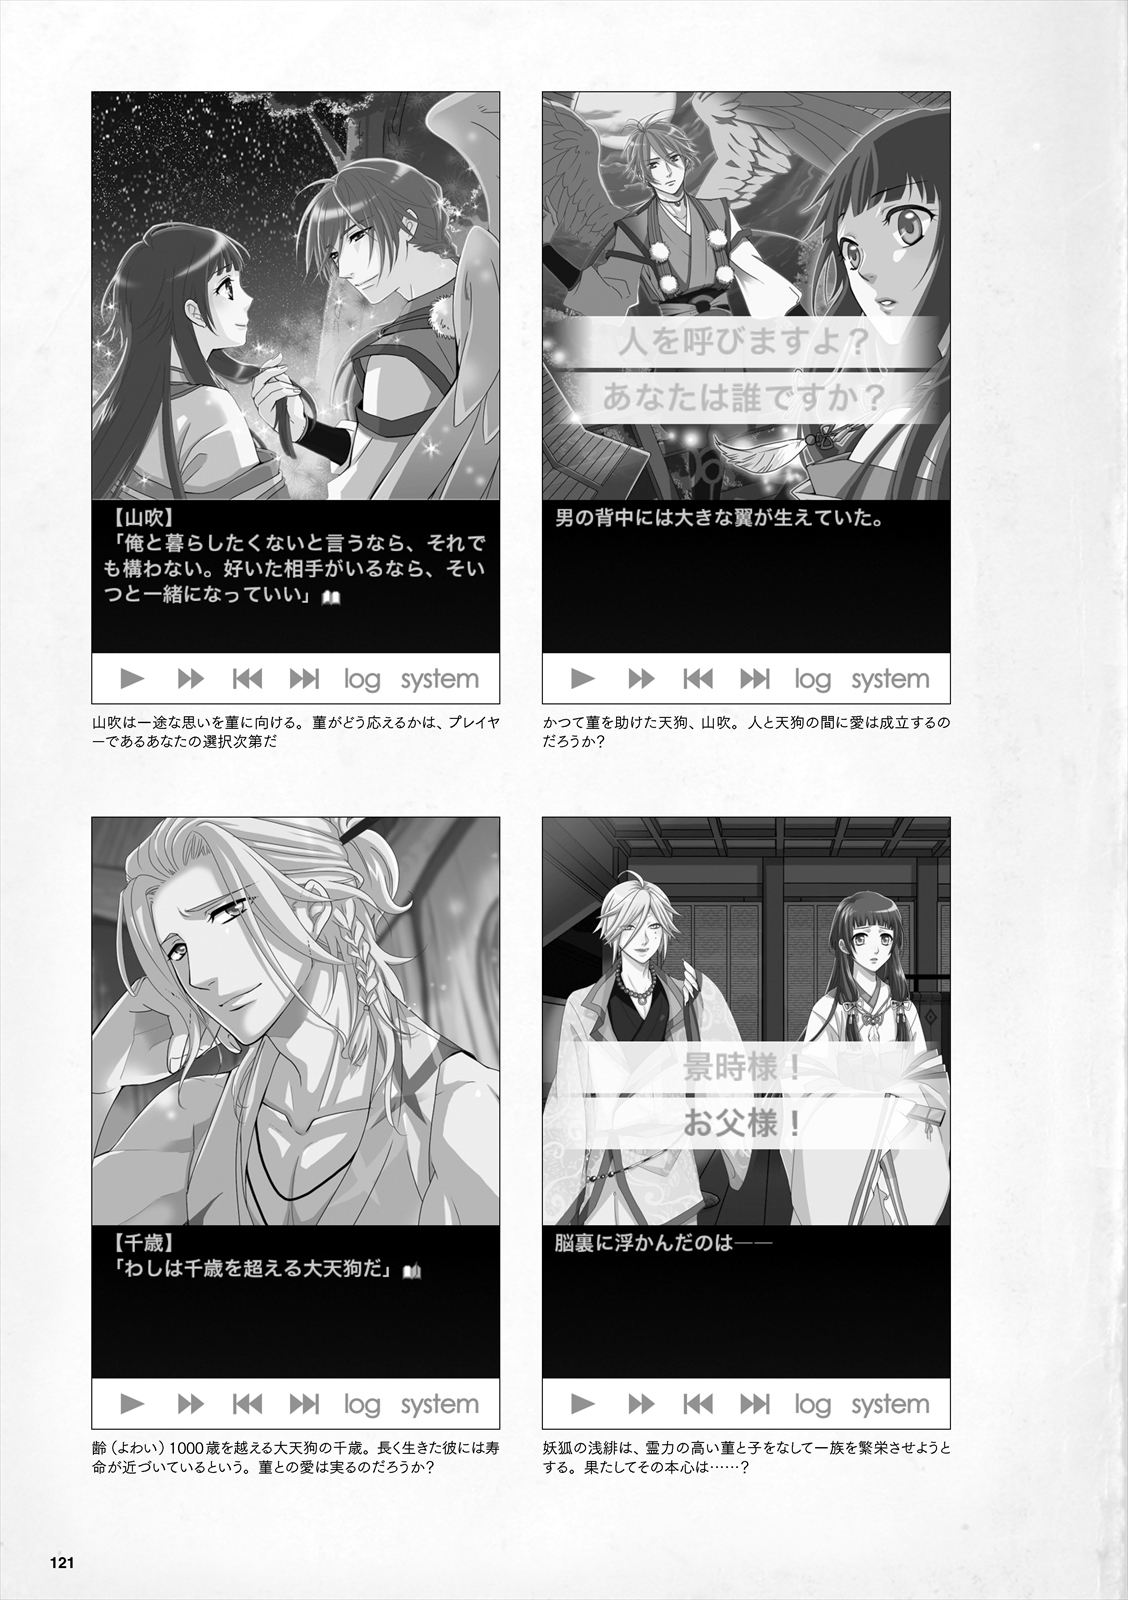 【山吹】
「俺と暮らしたくないと言うなら、それで
も構わない。好いた相手がいるなら、そい
つと一緒になっていい」
log system
山吹は一途な思いを菫に向ける。菫がどう応えるかは、プレイヤ
ーであるあなたの選択次第だ
人を呼びますよ？
あなたは誰ですか？
男の背中には大きな翼が生えていた。
log system
かつて菫を助けた天狗、山吹。人と天狗の間に愛は成立するの
だろうか？
【千歳】
「わしは千歳を超える大天狗だ」
log system
齢（よわい）1000歳を越える大天狗の千歳。長く生きた彼には寿
命が近づいているという。菫との愛は実るのだろうか？
景時様！
お父様！
脳裏に浮かんだのは――
log system
妖狐の浅緋は、霊力の高い菫と子をなして一族を繁栄させようと
する。果たしてその本心は……？
121